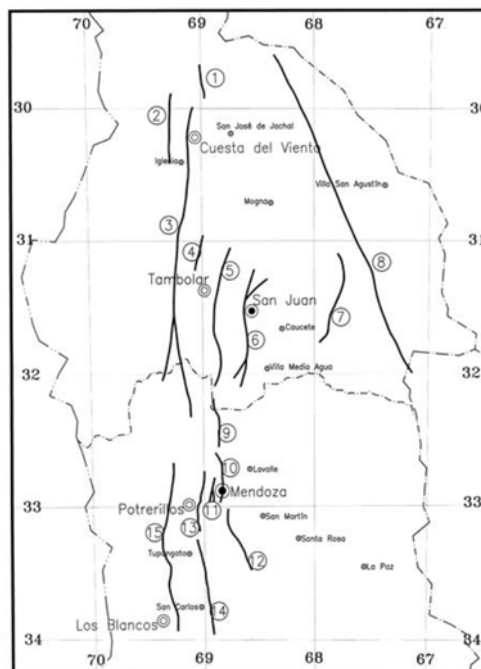 70 69 68 67
①
30 ② San José de Jachal 30
Cuesta del Viento
Iglesia
Villa San Agustín
Mogna
③
31 ④ 31
⑤ ⑧
Tambolar
San Juan
⑦
Caucete
⑥
Villa Media Agua
32 32
⑨
⑩ Lavalle
Mendoza
33 Potrerillos ⑪ San Martín 33
⑮ ⑬ Santa Rosa
Tupungato
⑫ La Paz
San Carlos ⑭
Los Blancos
34 34
70 69 68 67